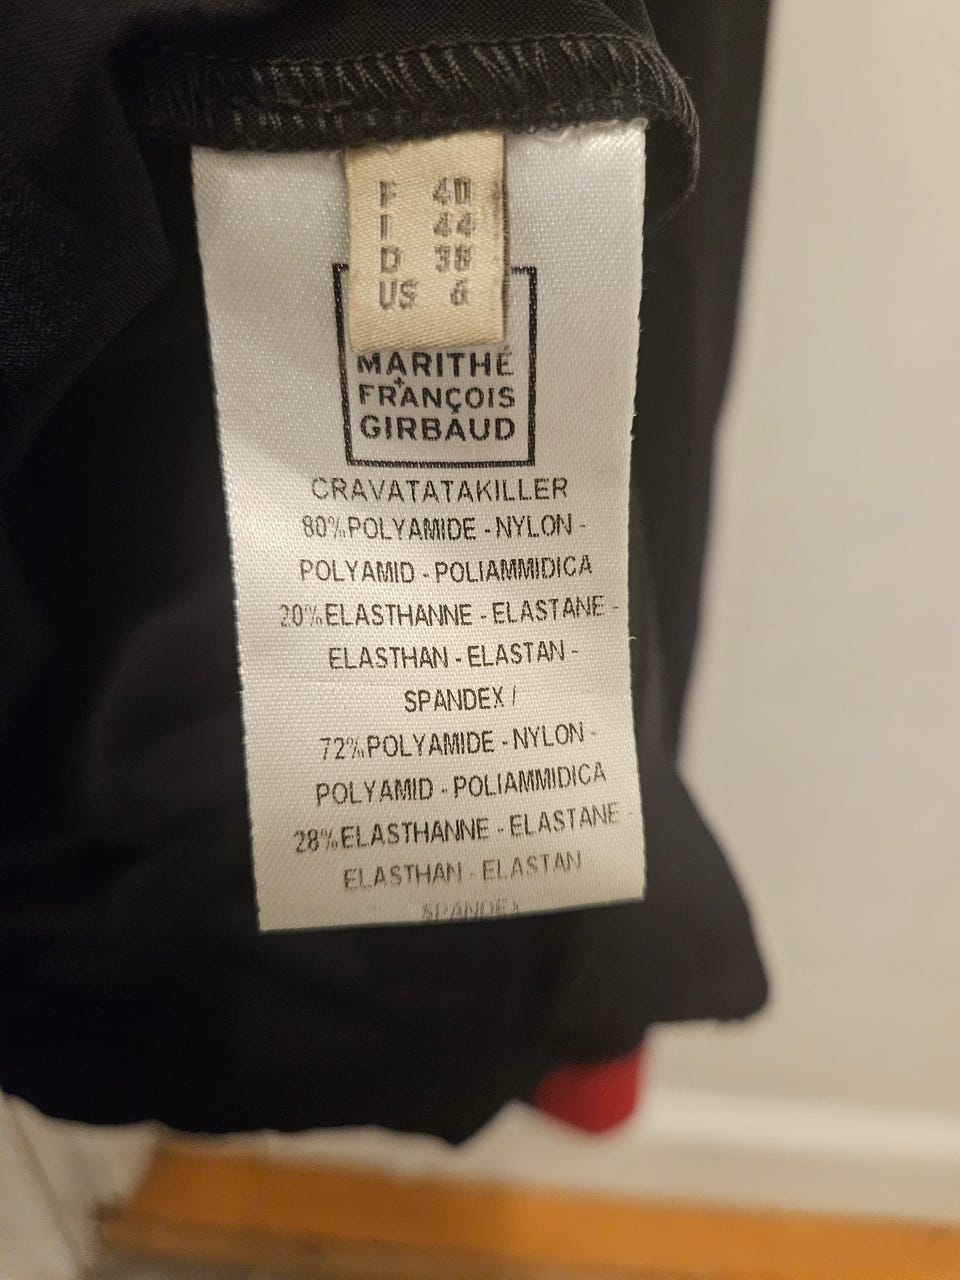 F 40
I 44
D 38
US 6
MARITHÉ
+
FRANÇOIS
GIRBAUD
CRAVATATAKILLER
80%POLYAMIDE - NYLON -
POLYAMID - POLIAMMIDICA
20%ELASTHANNE - ELASTANE -
ELASTHAN - ELASTAN -
SPANDEX /
72%POLYAMIDE - NYLON -
POLYAMID - POLIAMMIDICA
28%ELASTHANNE - ELASTANE -
ELASTHAN - ELASTAN
SPANDEX